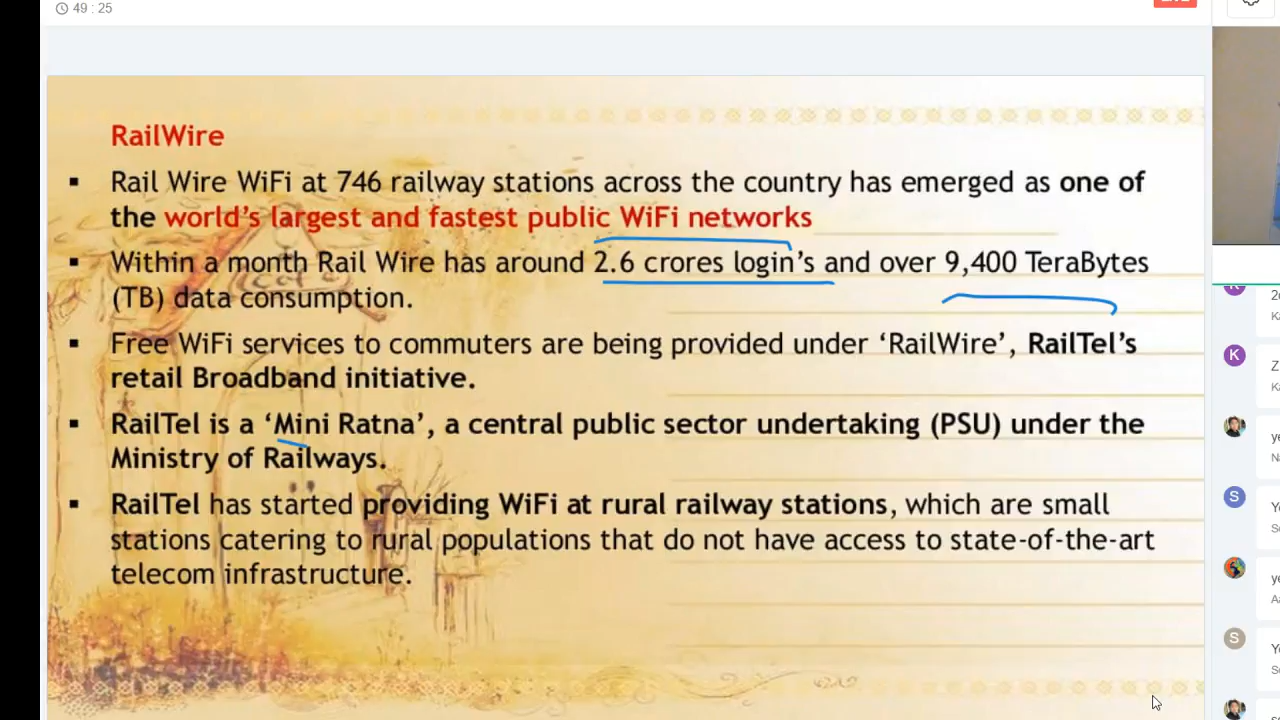 49 : 25
RailWire
▪ Rail Wire WiFi at 746 railway stations across the country has emerged as one of
the world's largest and fastest public WiFi networks
▪ Within a month Rail Wire has around 2.6 crores login's and over 9,400 TeraBytes
(TB) data consumption.
▪ Free WiFi services to commuters are being provided under ‘RailWire’, RailTel's
retail Broadband initiative.
▪ RailTel is a ‘Mini Ratna’, a central public sector undertaking (PSU) under the
Ministry of Railways.
▪ RailTel has started providing WiFi at rural railway stations, which are small
stations catering to rural populations that do not have access to state-of-the-art
telecom infrastructure.
K
S
S